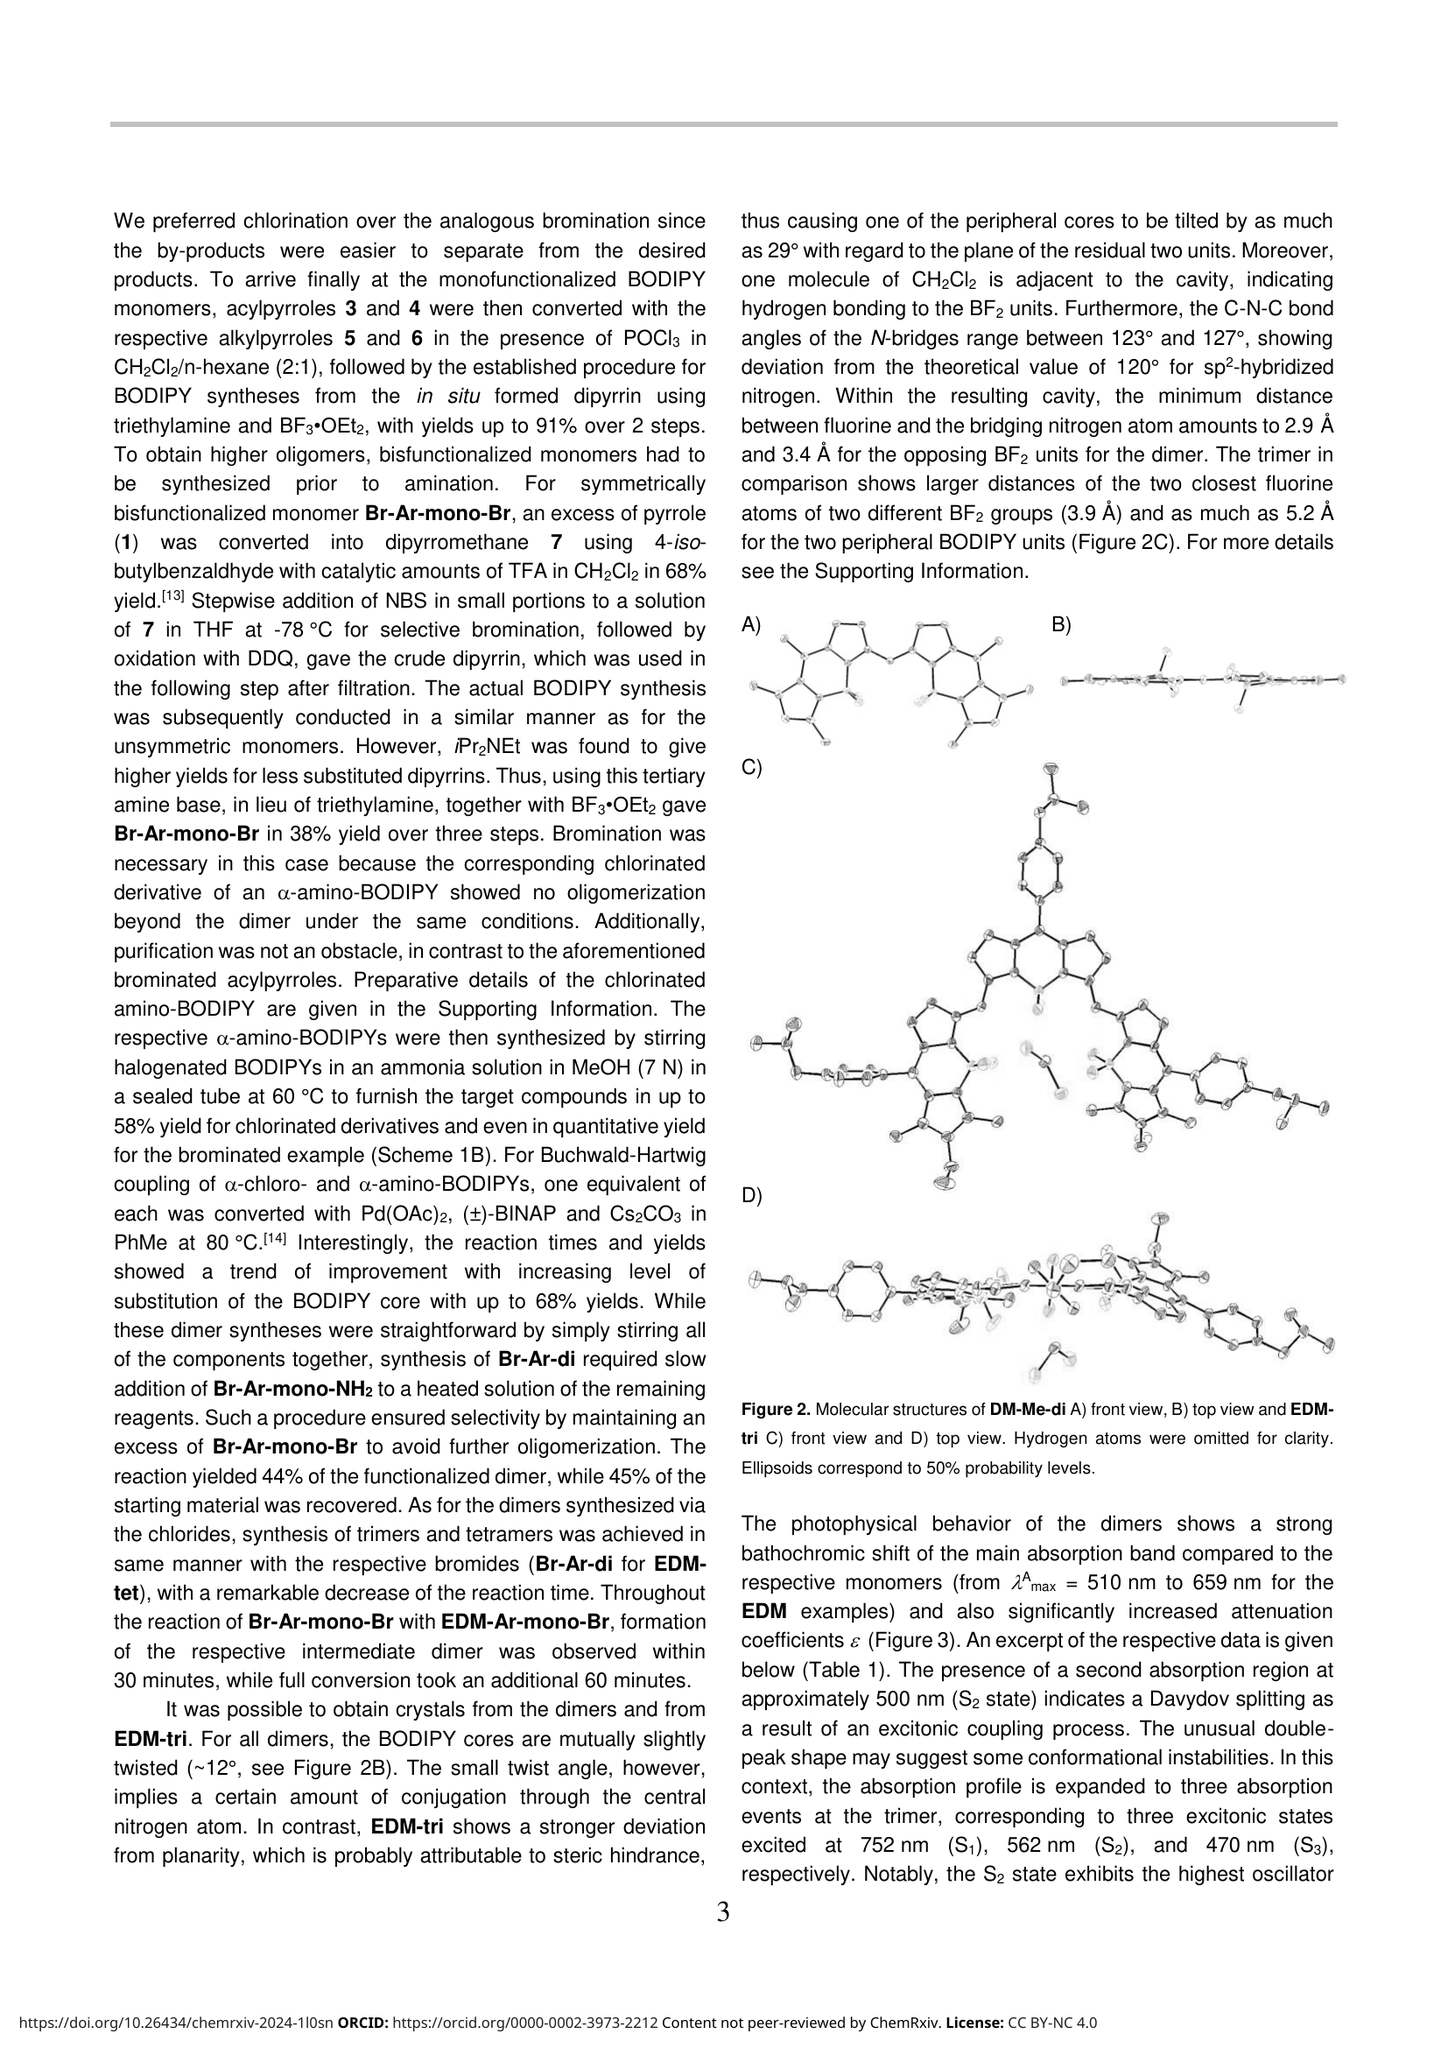 We preferred chlorination over the analogous bromination since
the by-products were easier to separate from the desired
products. To arrive finally at the monofunctionalized BODIPY
monomers, acylpyrroles 3 and 4 were then converted with the
respective alkylpyrroles 5 and 6 in the presence of POCl₃ in
CH₂Cl₂/n-hexane (2:1), followed by the established procedure for
BODIPY syntheses from the in situ formed dipyrrin using
triethylamine and BF₃•OEt₂, with yields up to 91% over 2 steps.
To obtain higher oligomers, bisfunctionalized monomers had to
be synthesized prior to amination. For symmetrically
bisfunctionalized monomer Br-Ar-mono-Br, an excess of pyrrole
(1) was converted into dipyrromethane 7 using 4-iso-
butylbenzaldhyde with catalytic amounts of TFA in CH₂Cl₂ in 68%
yield.[13] Stepwise addition of NBS in small portions to a solution
of 7 in THF at -78 °C for selective bromination, followed by
oxidation with DDQ, gave the crude dipyrrin, which was used in
the following step after filtration. The actual BODIPY synthesis
was subsequently conducted in a similar manner as for the
unsymmetric monomers. However, iPr₂NEt was found to give
higher yields for less substituted dipyrrins. Thus, using this tertiary
amine base, in lieu of triethylamine, together with BF₃•OEt₂ gave
Br-Ar-mono-Br in 38% yield over three steps. Bromination was
necessary in this case because the corresponding chlorinated
derivative of an α-amino-BODIPY showed no oligomerization
beyond the dimer under the same conditions. Additionally,
purification was not an obstacle, in contrast to the aforementioned
brominated acylpyrroles. Preparative details of the chlorinated
amino-BODIPY are given in the Supporting Information. The
respective α-amino-BODIPYs were then synthesized by stirring
halogenated BODIPYs in an ammonia solution in MeOH (7 N) in
a sealed tube at 60 °C to furnish the target compounds in up to
58% yield for chlorinated derivatives and even in quantitative yield
for the brominated example (Scheme 1B). For Buchwald-Hartwig
coupling of α-chloro- and α-amino-BODIPYs, one equivalent of
each was converted with Pd(OAc)₂, (±)-BINAP and Cs₂CO₃ in
PhMe at 80 °C.[14] Interestingly, the reaction times and yields
showed a trend of improvement with increasing level of
substitution of the BODIPY core with up to 68% yields. While
these dimer syntheses were straightforward by simply stirring all
of the components together, synthesis of Br-Ar-di required slow
addition of Br-Ar-mono-NH₂ to a heated solution of the remaining
reagents. Such a procedure ensured selectivity by maintaining an
excess of Br-Ar-mono-Br to avoid further oligomerization. The
reaction yielded 44% of the functionalized dimer, while 45% of the
starting material was recovered. As for the dimers synthesized via
the chlorides, synthesis of trimers and tetramers was achieved in
same manner with the respective bromides (Br-Ar-di for EDM-
tet), with a remarkable decrease of the reaction time. Throughout
the reaction of Br-Ar-mono-Br with EDM-Ar-mono-Br, formation
of the respective intermediate dimer was observed within
30 minutes, while full conversion took an additional 60 minutes.
It was possible to obtain crystals from the dimers and from
EDM-tri. For all dimers, the BODIPY cores are mutually slightly
twisted (~12°, see Figure 2B). The small twist angle, however,
implies a certain amount of conjugation through the central
nitrogen atom. In contrast, EDM-tri shows a stronger deviation
from planarity, which is probably attributable to steric hindrance,
thus causing one of the peripheral cores to be tilted by as much
as 29° with regard to the plane of the residual two units. Moreover,
one molecule of CH₂Cl₂ is adjacent to the cavity, indicating
hydrogen bonding to the BF₂ units. Furthermore, the C-N-C bond
angles of the N-bridges range between 123° and 127°, showing
deviation from the theoretical value of 120° for sp²-hybridized
nitrogen. Within the resulting cavity, the minimum distance
between fluorine and the bridging nitrogen atom amounts to 2.9 Å
and 3.4 Å for the opposing BF₂ units for the dimer. The trimer in
comparison shows larger distances of the two closest fluorine
atoms of two different BF₂ groups (3.9 Å) and as much as 5.2 Å
for the two peripheral BODIPY units (Figure 2C). For more details
see the Supporting Information.
A)
B)
C)
D)
Figure 2. Molecular structures of DM-Me-di A) front view, B) top view and EDM-
tri C) front view and D) top view. Hydrogen atoms were omitted for clarity.
Ellipsoids correspond to 50% probability levels.
The photophysical behavior of the dimers shows a strong
bathochromic shift of the main absorption band compared to the
respective monomers (from λᴬmax = 510 nm to 659 nm for the
EDM examples) and also significantly increased attenuation
coefficients ε (Figure 3). An excerpt of the respective data is given
below (Table 1). The presence of a second absorption region at
approximately 500 nm (S₂ state) indicates a Davydov splitting as
a result of an excitonic coupling process. The unusual double-
peak shape may suggest some conformational instabilities. In this
context, the absorption profile is expanded to three absorption
events at the trimer, corresponding to three excitonic states
excited at 752 nm (S₁), 562 nm (S₂), and 470 nm (S₃),
respectively. Notably, the S₂ state exhibits the highest oscillator
3
https://doi.org/10.26434/chemrxiv-2024-1l0sn ORCID: https://orcid.org/0000-0002-3973-2212 Content not peer-reviewed by ChemRxiv. License: CC BY-NC 4.0